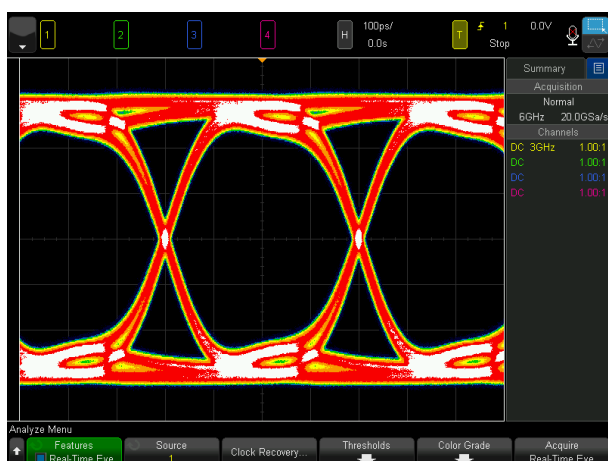 1
2
3
4
H
100ps/
0.0s
T
1
Stop
0.0V
Summary
Acquisition
Normal
6GHz 20.0GSa/s
Channels
DC 3GHz 1.00:1
DC 1.00:1
DC 1.00:1
DC 1.00:1
Analyze Menu
Features
Real-Time Eye
Source
1
Clock Recovery...
Thresholds
Color Grade
Acquire
Real-Time Eye